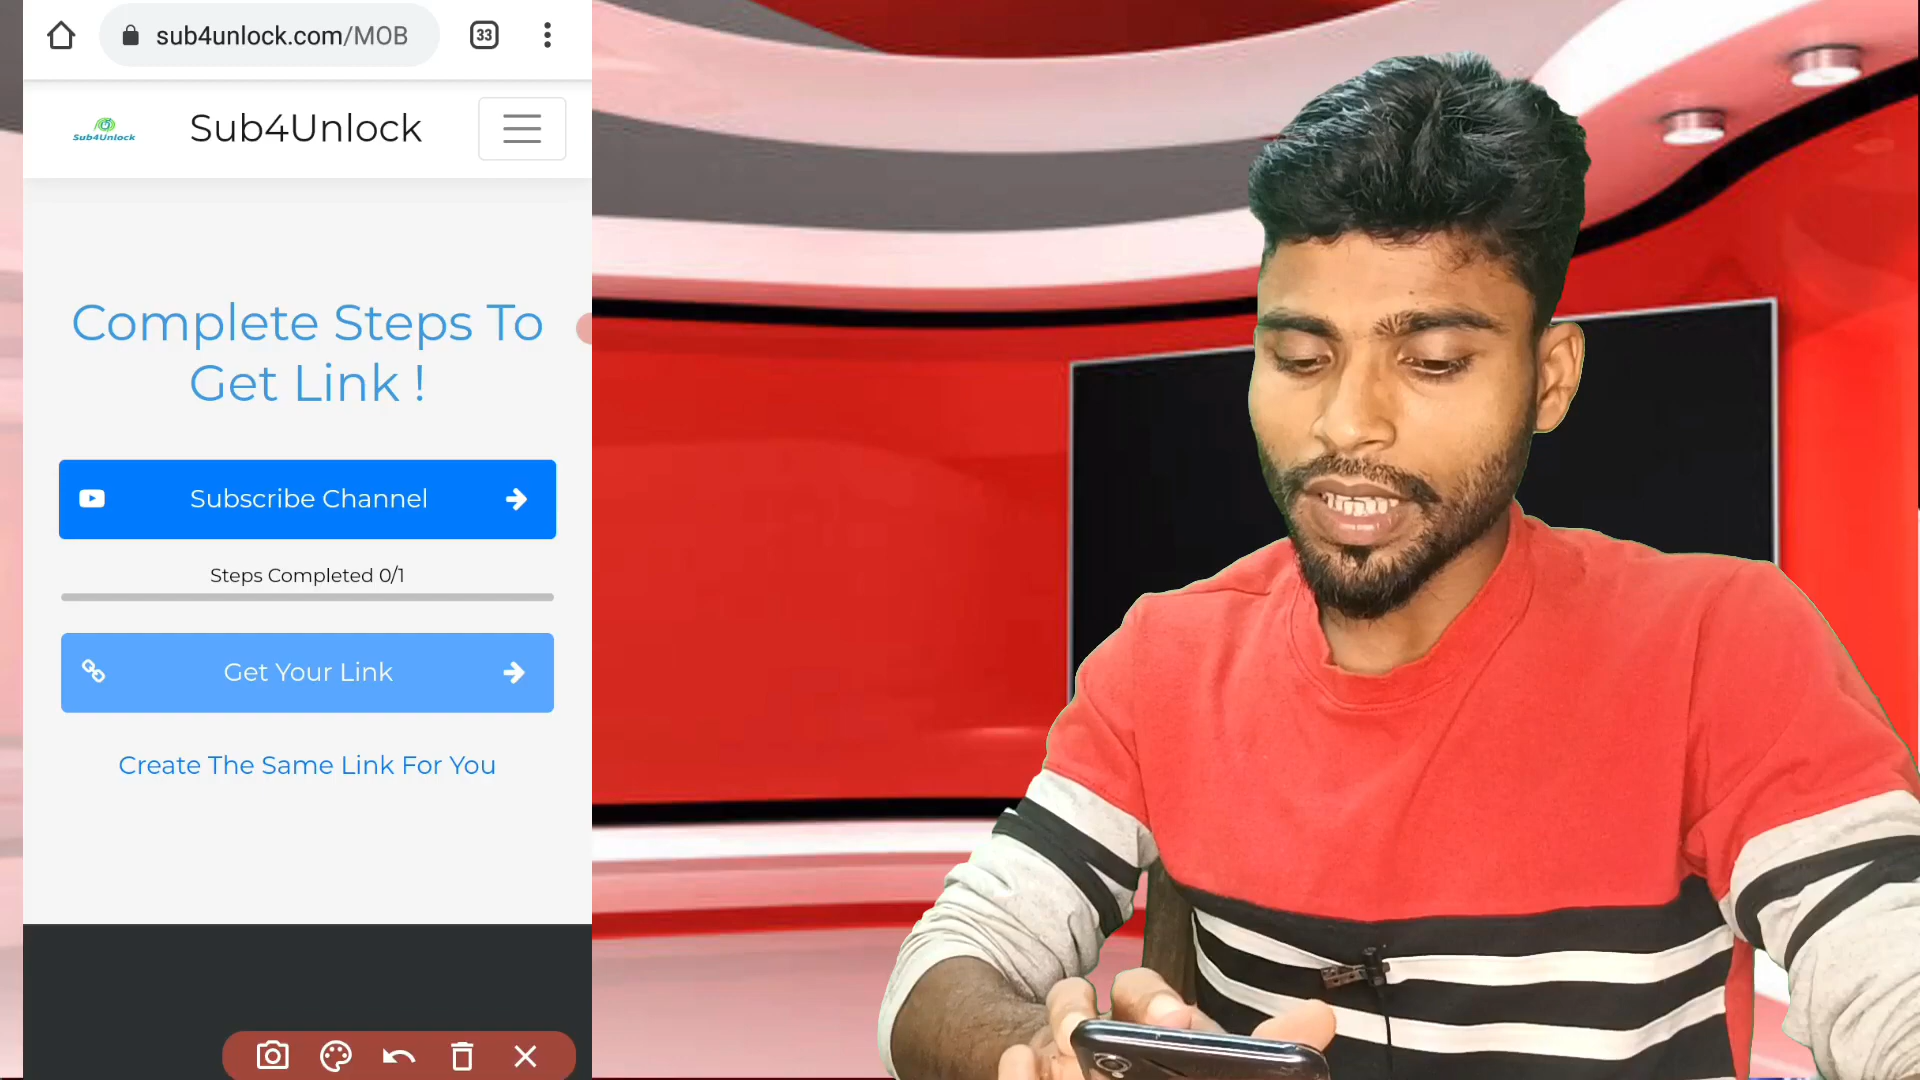 sub4unlock.com/MOB
33
Sub4Unlock
Sub4Unlock
Complete Steps To
Get Link !
Subscribe Channel
Steps Completed 0/1
Get Your Link
Create The Same Link For You